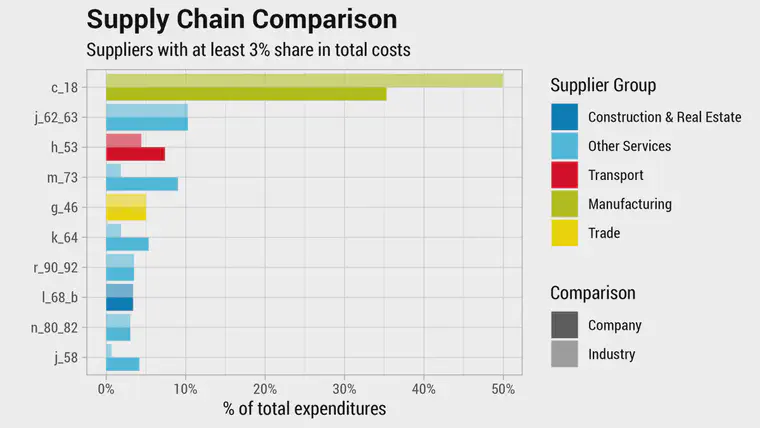 Supply Chain Comparison
Suppliers with at least 3% share in total costs
c_18
j_62_63
h_53
m_73
g_46
k_64
r_90_92
l_68_b
n_80_82
j_58
0% 10% 20% 30% 40% 50%
% of total expenditures
Supplier Group
Construction & Real Estate
Other Services
Transport
Manufacturing
Trade
Comparison
Company
Industry